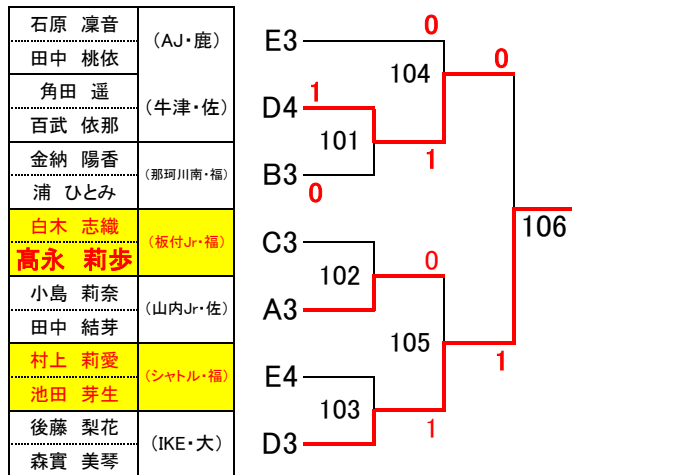 石原 凜音
田中 桃依
(AJ・鹿)
角田 遥
百武 依那
(牛津・佐)
金納 陽香
浦 ひとみ
(那珂川南・福)
白木 志織
髙永 莉歩
(板付Jr・福)
小島 莉奈
田中 結芽
(山内Jr・佐)
村上 莉愛
池田 芽生
(シャトル・福)
後藤 梨花
森實 美琴
(IKE・大)
E3
0
104
0
D4
1
101
1
B3
0
106
C3
102
0
A3
105
1
E4
103
1
D3